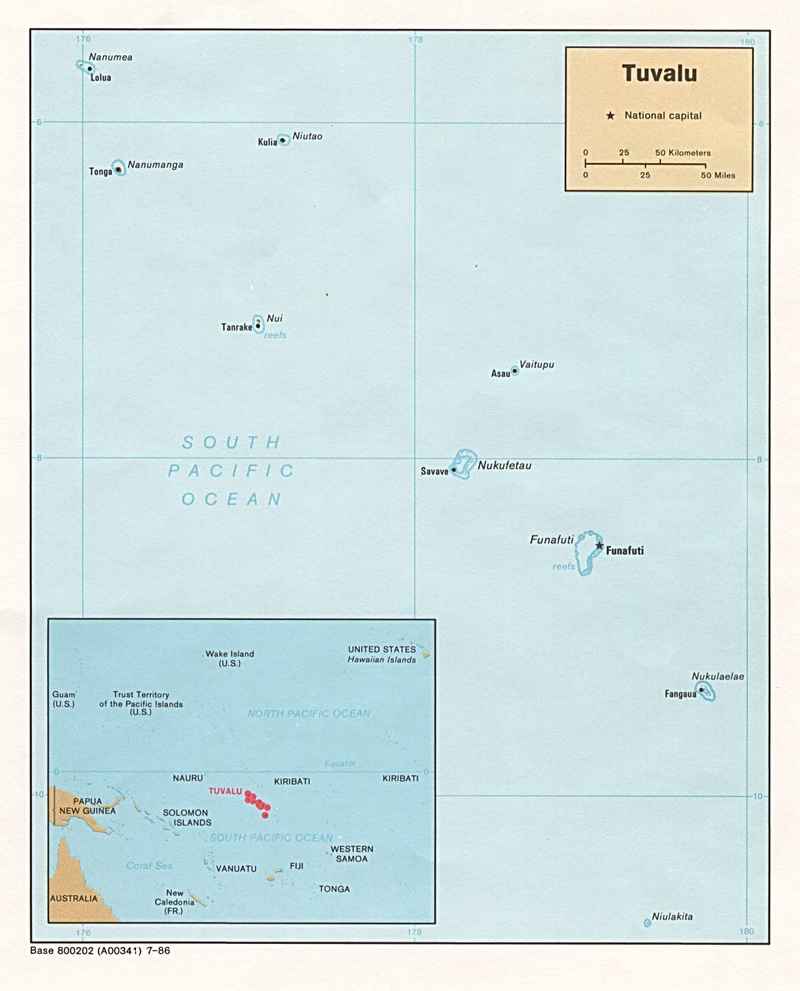 176
178
180
Nanumea
Lolua
Tuvalu
★ National capital
0 25 50 Kilometers
0 25 50 Miles
6
6
Kulia
Niutao
Tonga
Nanumanga
Nui
Tanrake
reefs
Vaitupu
Asau
SOUTH
PACIFIC
OCEAN
8
8
Savave
Nukufetau
Funafuti
Funafuti
reefs
Nukulaelae
Fangaua
10
10
Niulakita
Wake Island
(U.S.)
UNITED STATES
Hawaiian Islands
Guam
(U.S.)
Trust Territory
of the Pacific Islands
(U.S.)
NORTH PACIFIC OCEAN
0
Equator
0
NAURU
KIRIBATI
KIRIBATI
TUVALU
PAPUA
NEW GUINEA
SOLOMON
ISLANDS
SOUTH PACIFIC OCEAN
WESTERN
SAMOA
Coral Sea
VANUATU
FIJI
TONGA
New
Caledonia
(FR.)
AUSTRALIA
176
178
180
Base 800202 (A00341) 7-86